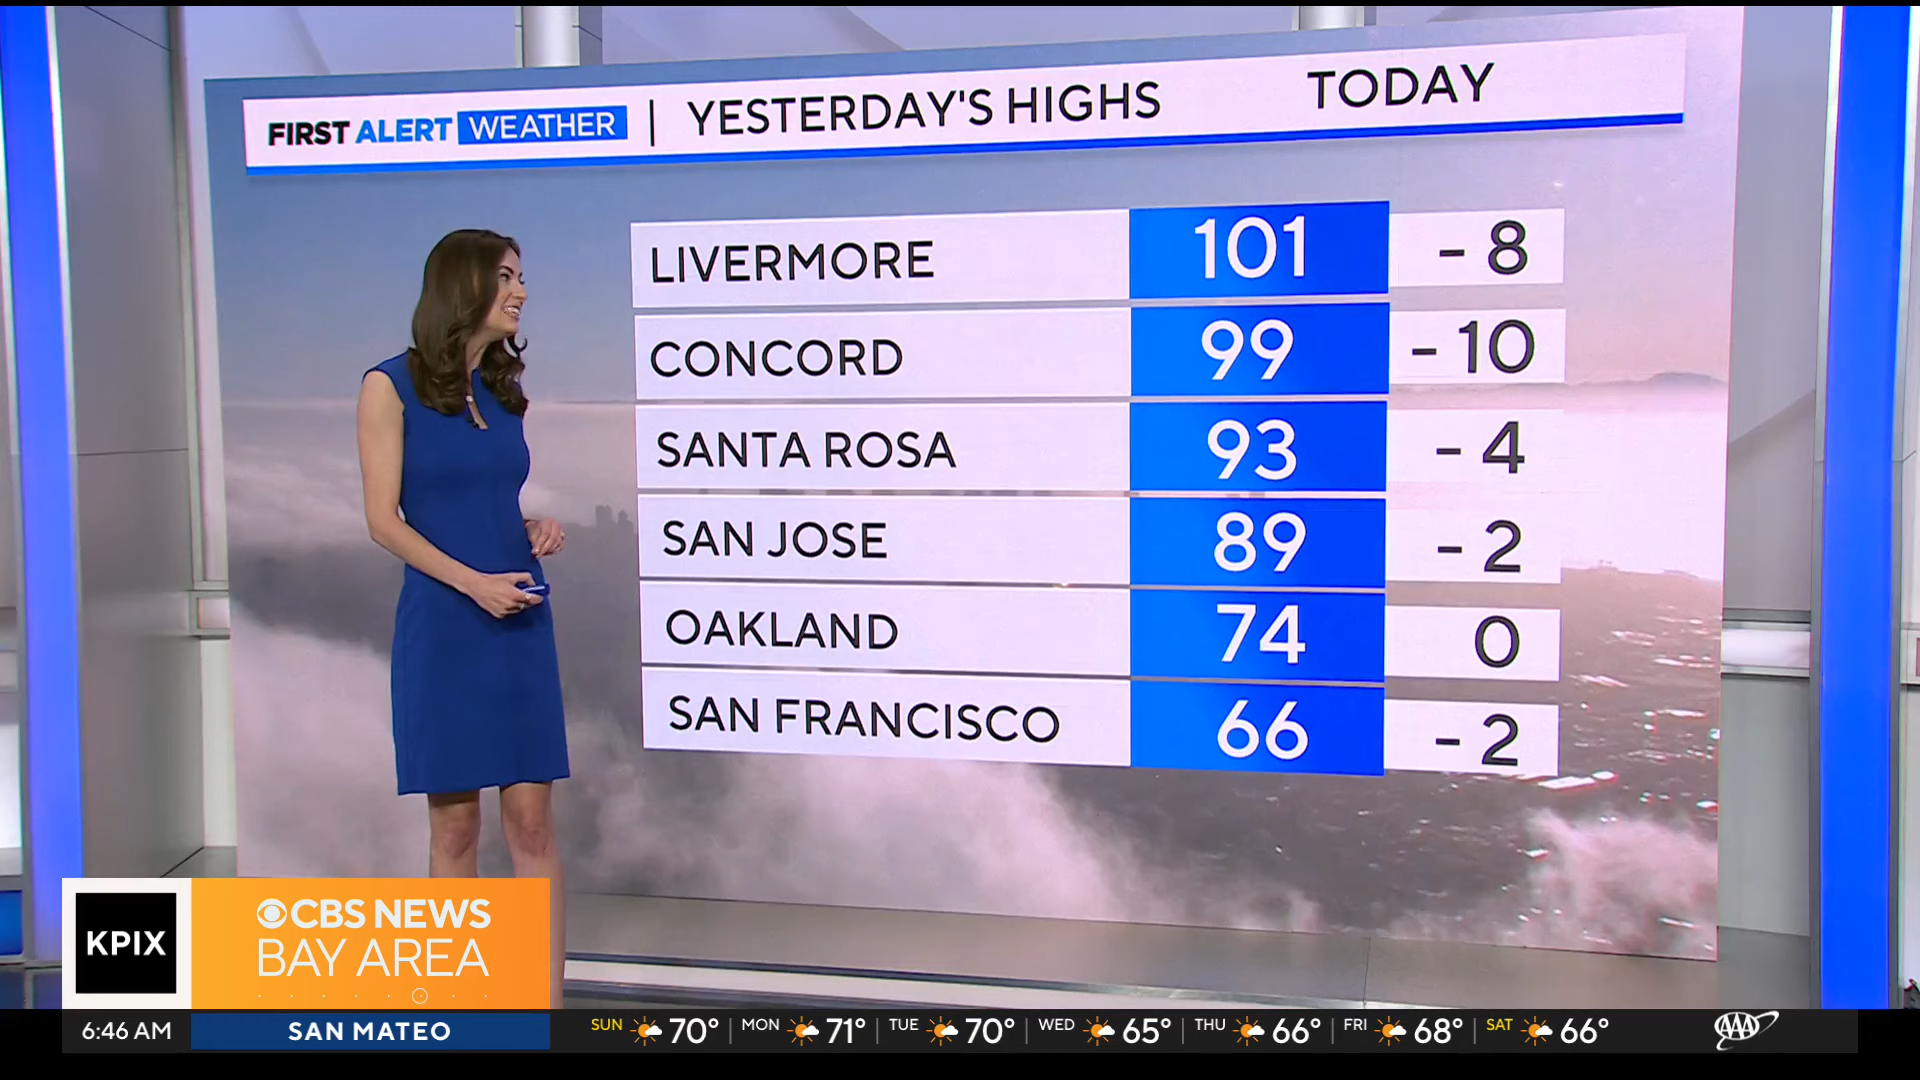 FIRST ALERT WEATHER | YESTERDAY'S HIGHS TODAY
LIVERMORE 101 - 8
CONCORD 99 - 10
SANTA ROSA 93 - 4
SAN JOSE 89 - 2
OAKLAND 74 0
SAN FRANCISCO 66 - 2
KPIX
CBS NEWS
BAY AREA
6:46 AM SAN MATEO SUN 70° | MON 71° | TUE 70° | WED 65° | THU 66° | FRI 68° | SAT 66° AAA